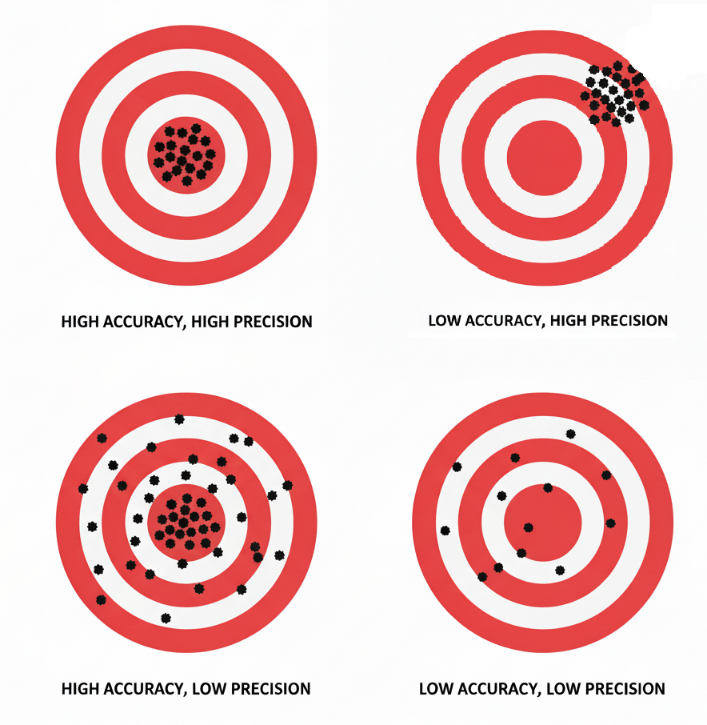 HIGH ACCURACY, HIGH PRECISION
LOW ACCURACY, HIGH PRECISION
HIGH ACCURACY, LOW PRECISION
LOW ACCURACY, LOW PRECISION